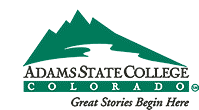 ADAMS STATE COLLEGE
COLORADO
Great Stories Begin Here